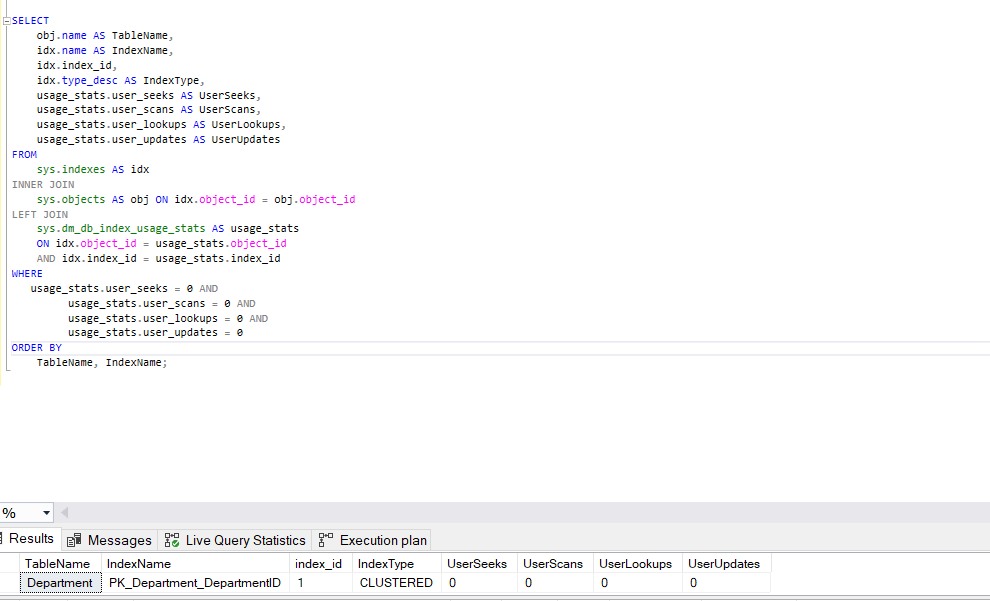 SELECT
obj.name AS TableName,
idx.name AS IndexName,
idx.index_id,
idx.type_desc AS IndexType,
usage_stats.user_seeks AS UserSeeks,
usage_stats.user_scans AS UserScans,
usage_stats.user_lookups AS UserLookups,
usage_stats.user_updates AS UserUpdates
FROM
sys.indexes AS idx
INNER JOIN
sys.objects AS obj ON idx.object_id = obj.object_id
LEFT JOIN
sys.dm_db_index_usage_stats AS usage_stats
ON idx.object_id = usage_stats.object_id
AND idx.index_id = usage_stats.index_id
WHERE
usage_stats.user_seeks = 0 AND
usage_stats.user_scans = 0 AND
usage_stats.user_lookups = 0 AND
usage_stats.user_updates = 0
ORDER BY
TableName, IndexName;
%
Results Messages Live Query Statistics Execution plan
TableName IndexName index_id IndexType UserSeeks UserScans UserLookups UserUpdates
Department PK_Department_DepartmentID 1 CLUSTERED 0 0 0 0